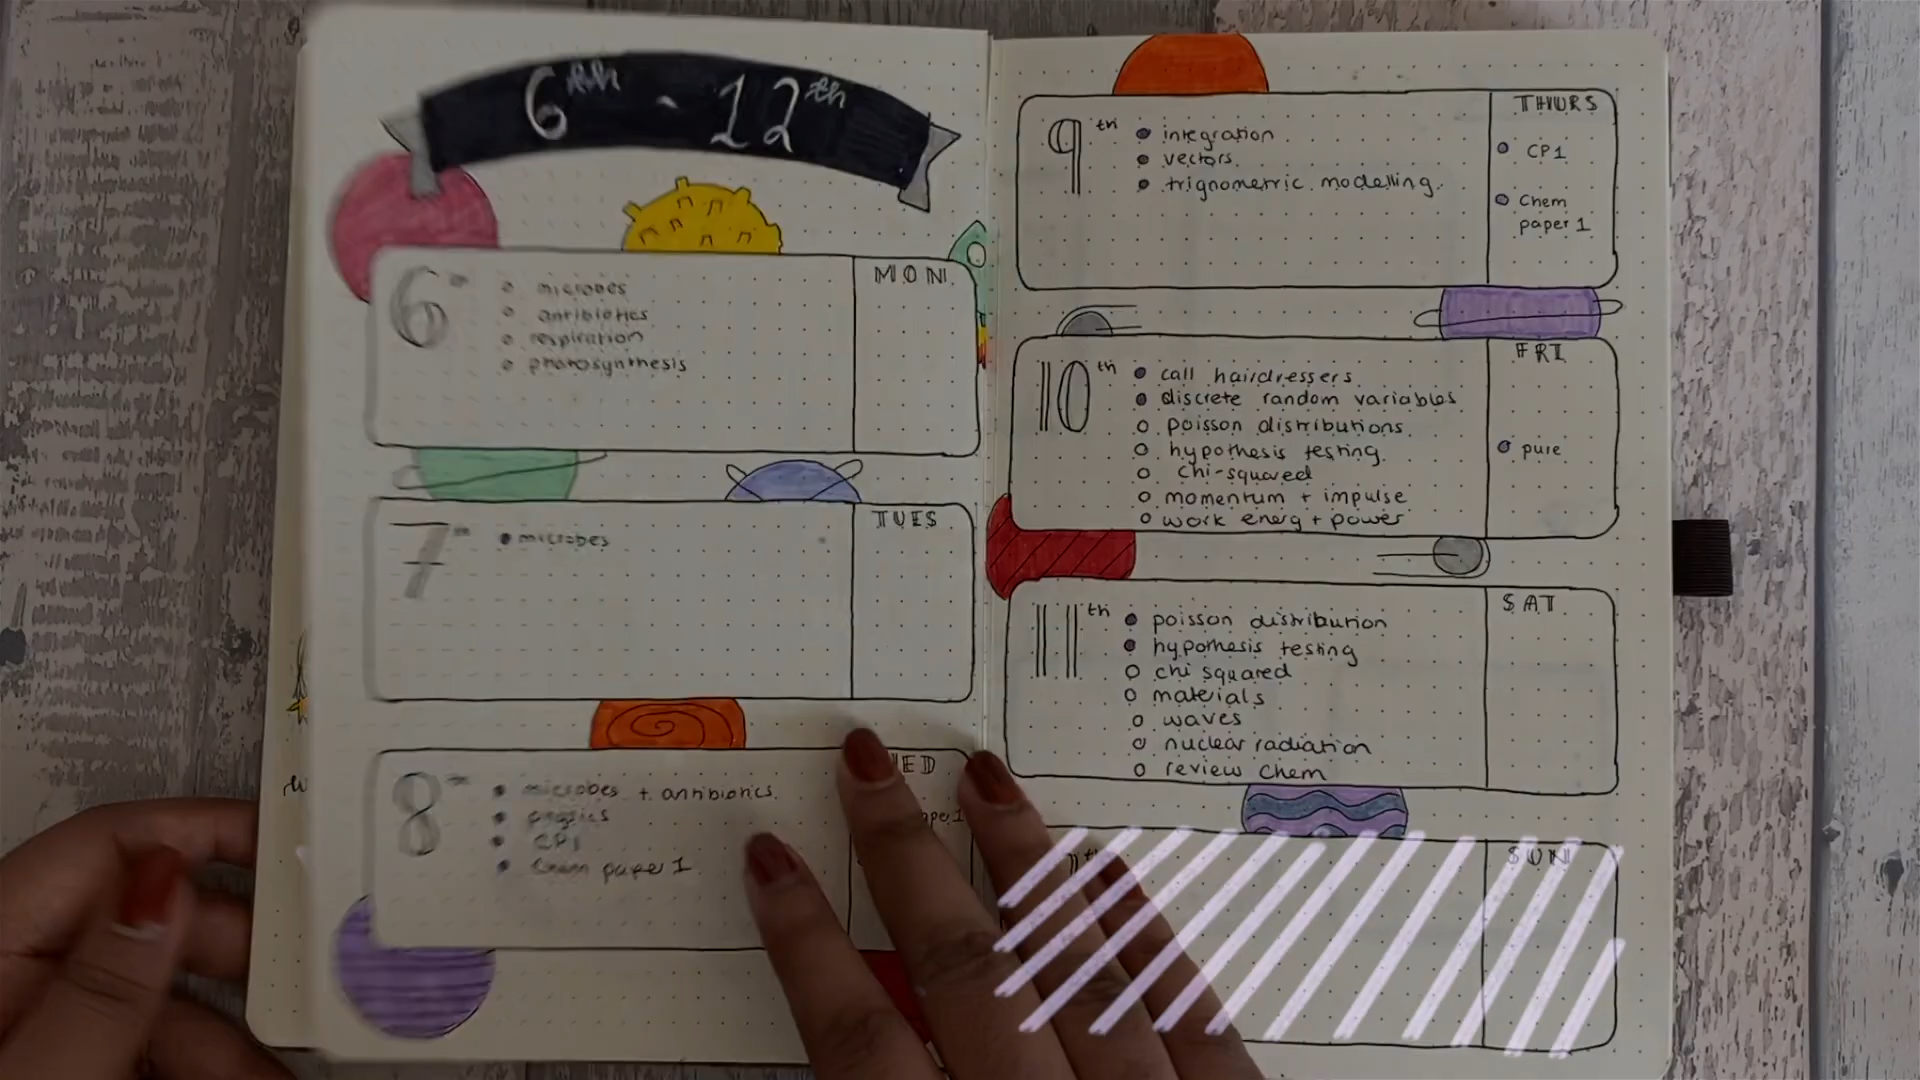 6th - 12th
6th
MON
microbes
antibiotics
respiration
photosynthesis
7th
TUES
microbes
8th
microbes + antibiotics
physics
CP1
Chem paper 1
9th
THURS
integration
vectors
trignometric modelling
CP1
Chem
paper 1
10th
FRI
call hairdressers
discrete random variables
poisson distributions
hypothesis testing
chi-squared
momentum + impulse
work energ + power
pure
11th
SAT
poisson distribution
hypothesis testing
chi squared
materials
waves
nuclear radiation
review chem
SUN